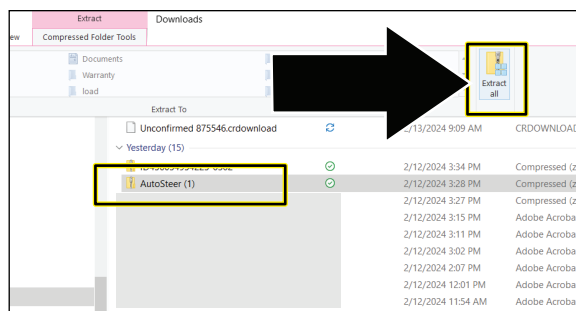 Extract
Downloads
ew
Compressed Folder Tools
Documents
Warranty
load
Extract To
Extract
all
Unconfirmed 875546.crdownload
2/13/2024 9:09 AM
CRDOWNLOAD
Yesterday (15)
2/12/2024 3:34 PM
Compressed (z
AutoSteer (1)
2/12/2024 3:28 PM
Compressed (z
2/12/2024 3:27 PM
Compressed (z
2/12/2024 3:15 PM
Adobe Acroba
2/12/2024 3:11 PM
Adobe Acroba
2/12/2024 3:02 PM
Adobe Acroba
2/12/2024 2:07 PM
Adobe Acroba
2/12/2024 12:01 PM
Adobe Acroba
2/12/2024 11:54 AM
Adobe Acroba